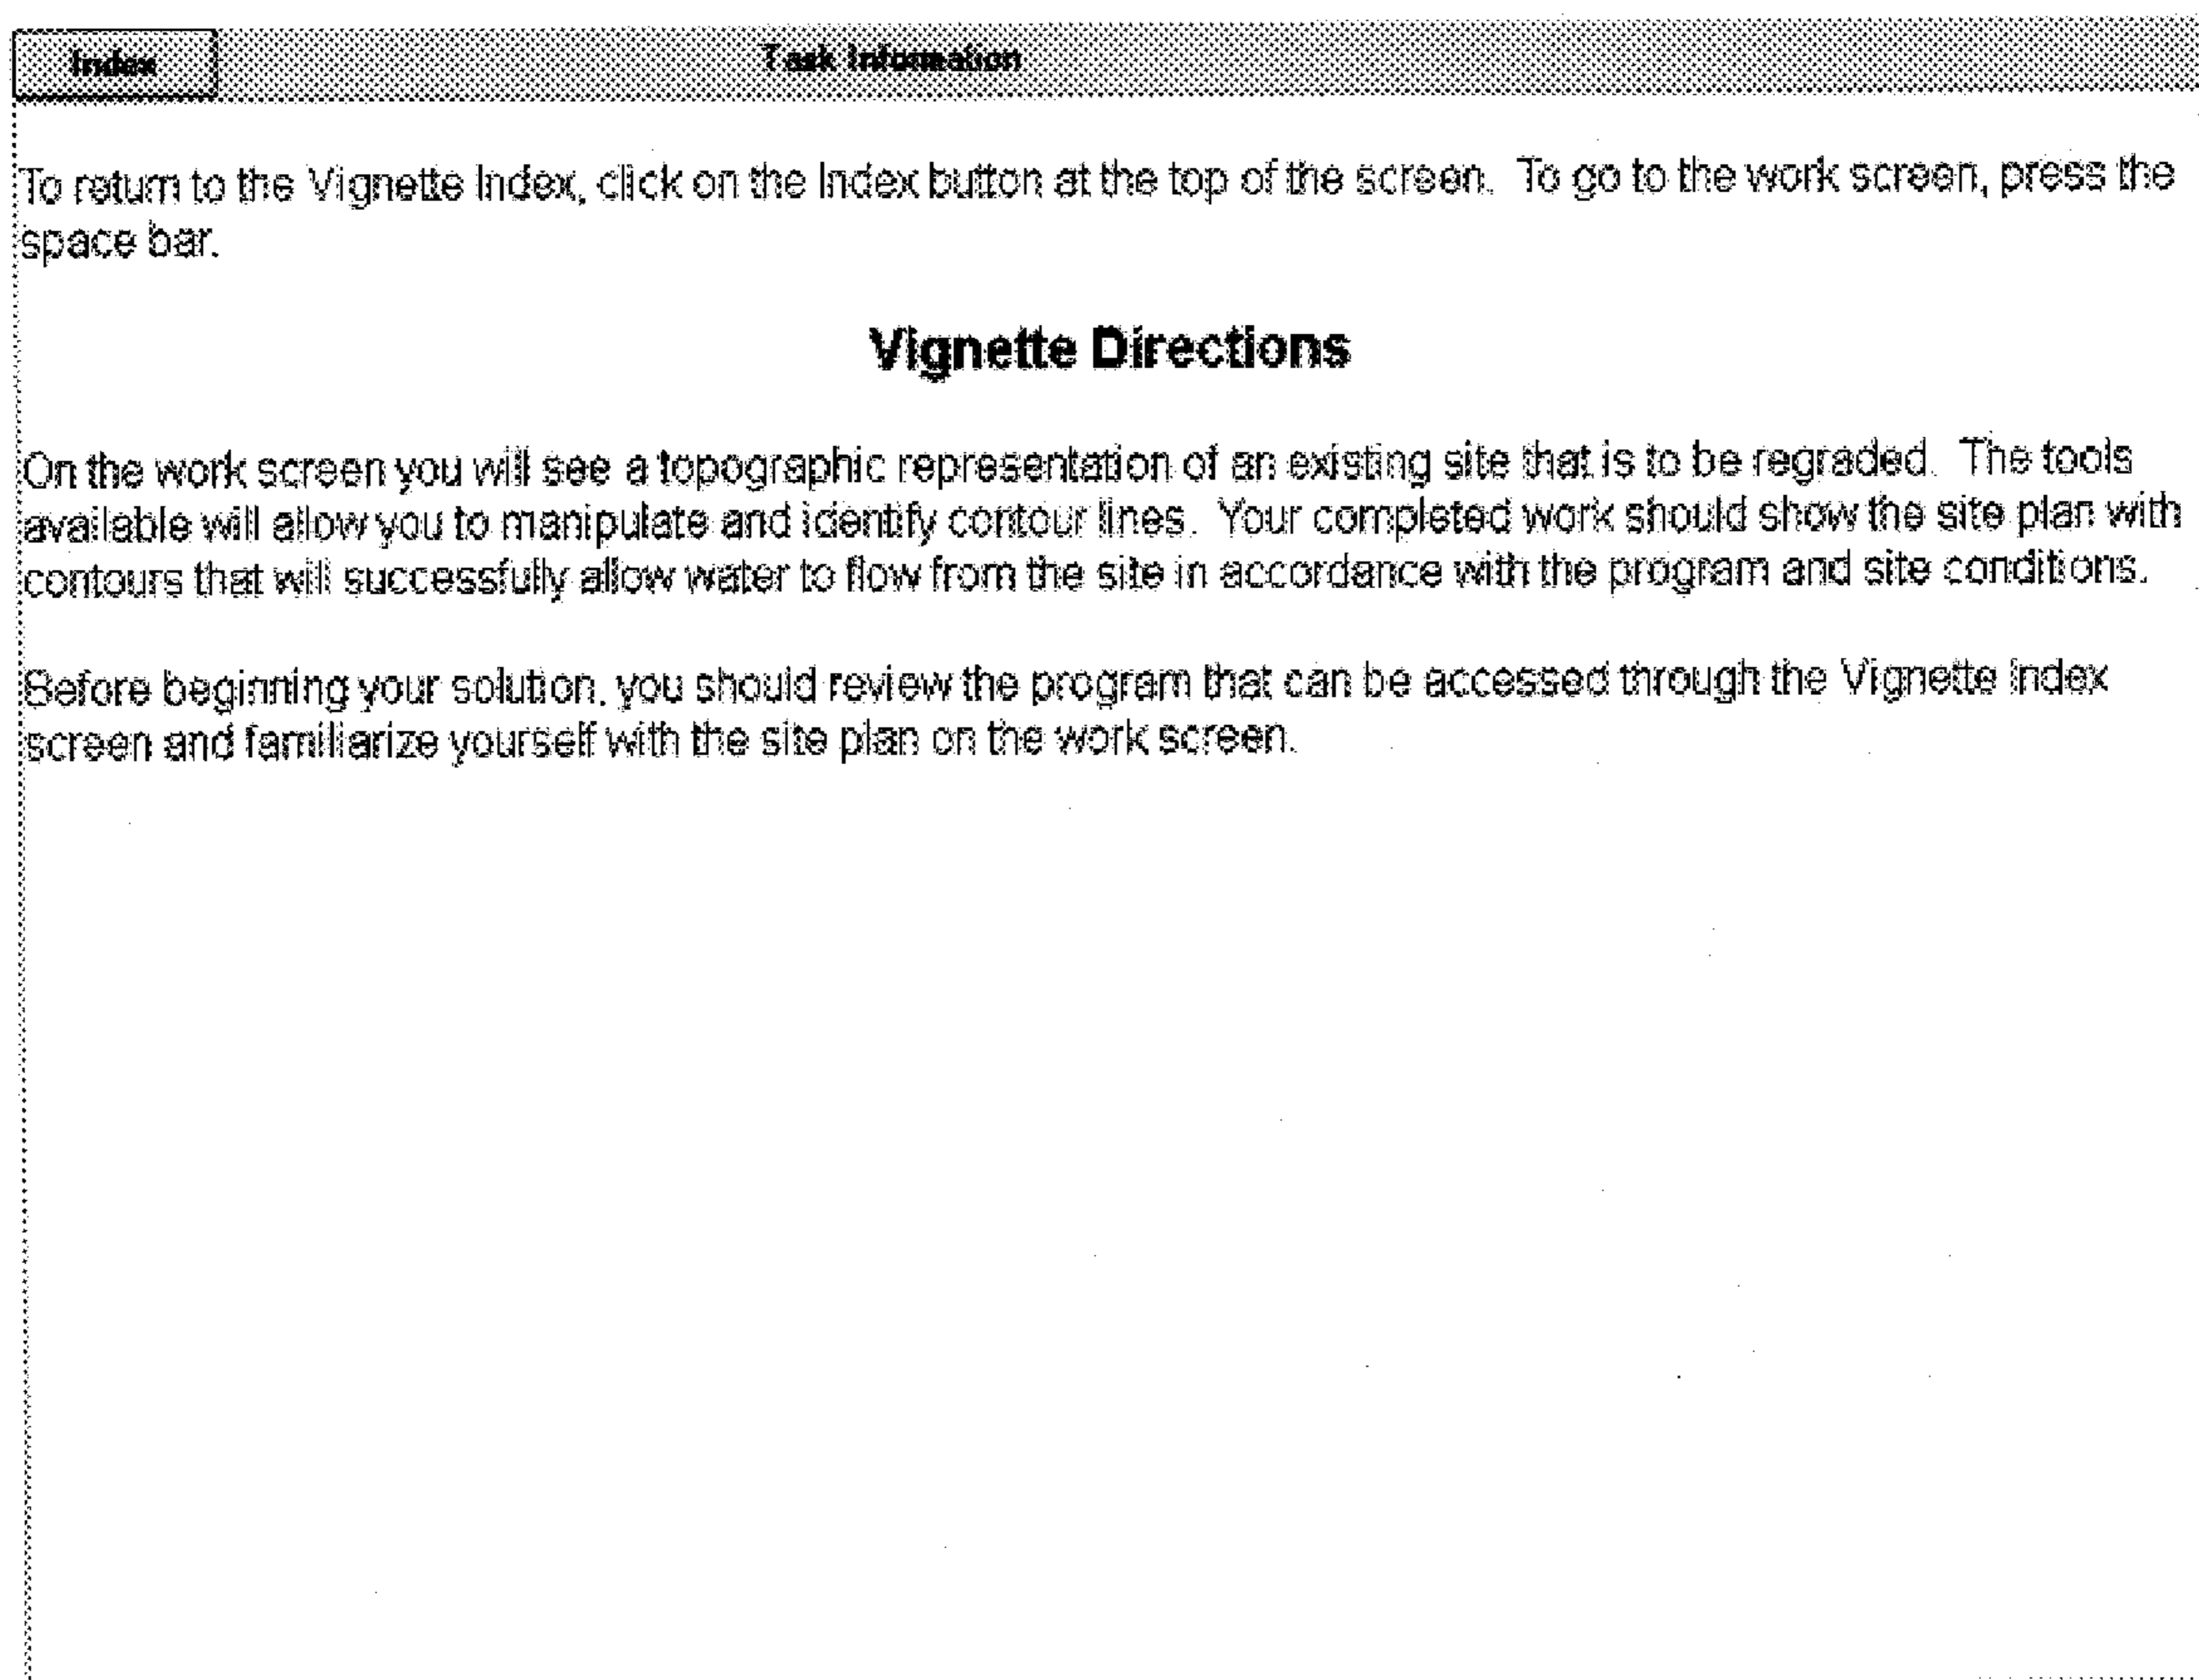 Index
Task Information
To return to the Vignette Index, click on the Index button at the top of the screen. To go to the work screen, press the
space bar.
Vignette Directions
On the work screen you will see a topographic representation of an existing site that is to be regraded. The tools
available will allow you to manipulate and identify contour lines. Your completed work should show the site plan with
contours that will successfully allow water to flow from the site in accordance with the program and site conditions.
Before beginning your solution, you should review the program that can be accessed through the Vignette Index
screen and familiarize yourself with the site plan on the work screen.